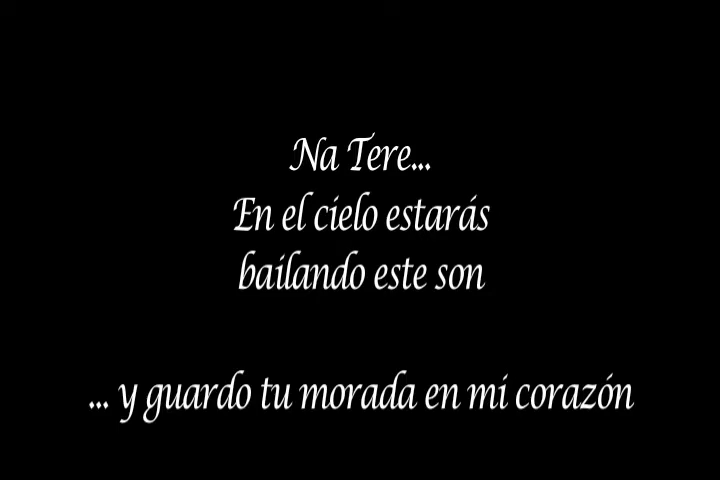 Na Tere...
En el cielo estarás
bailando este son
... y guardo tu morada en mi corazón